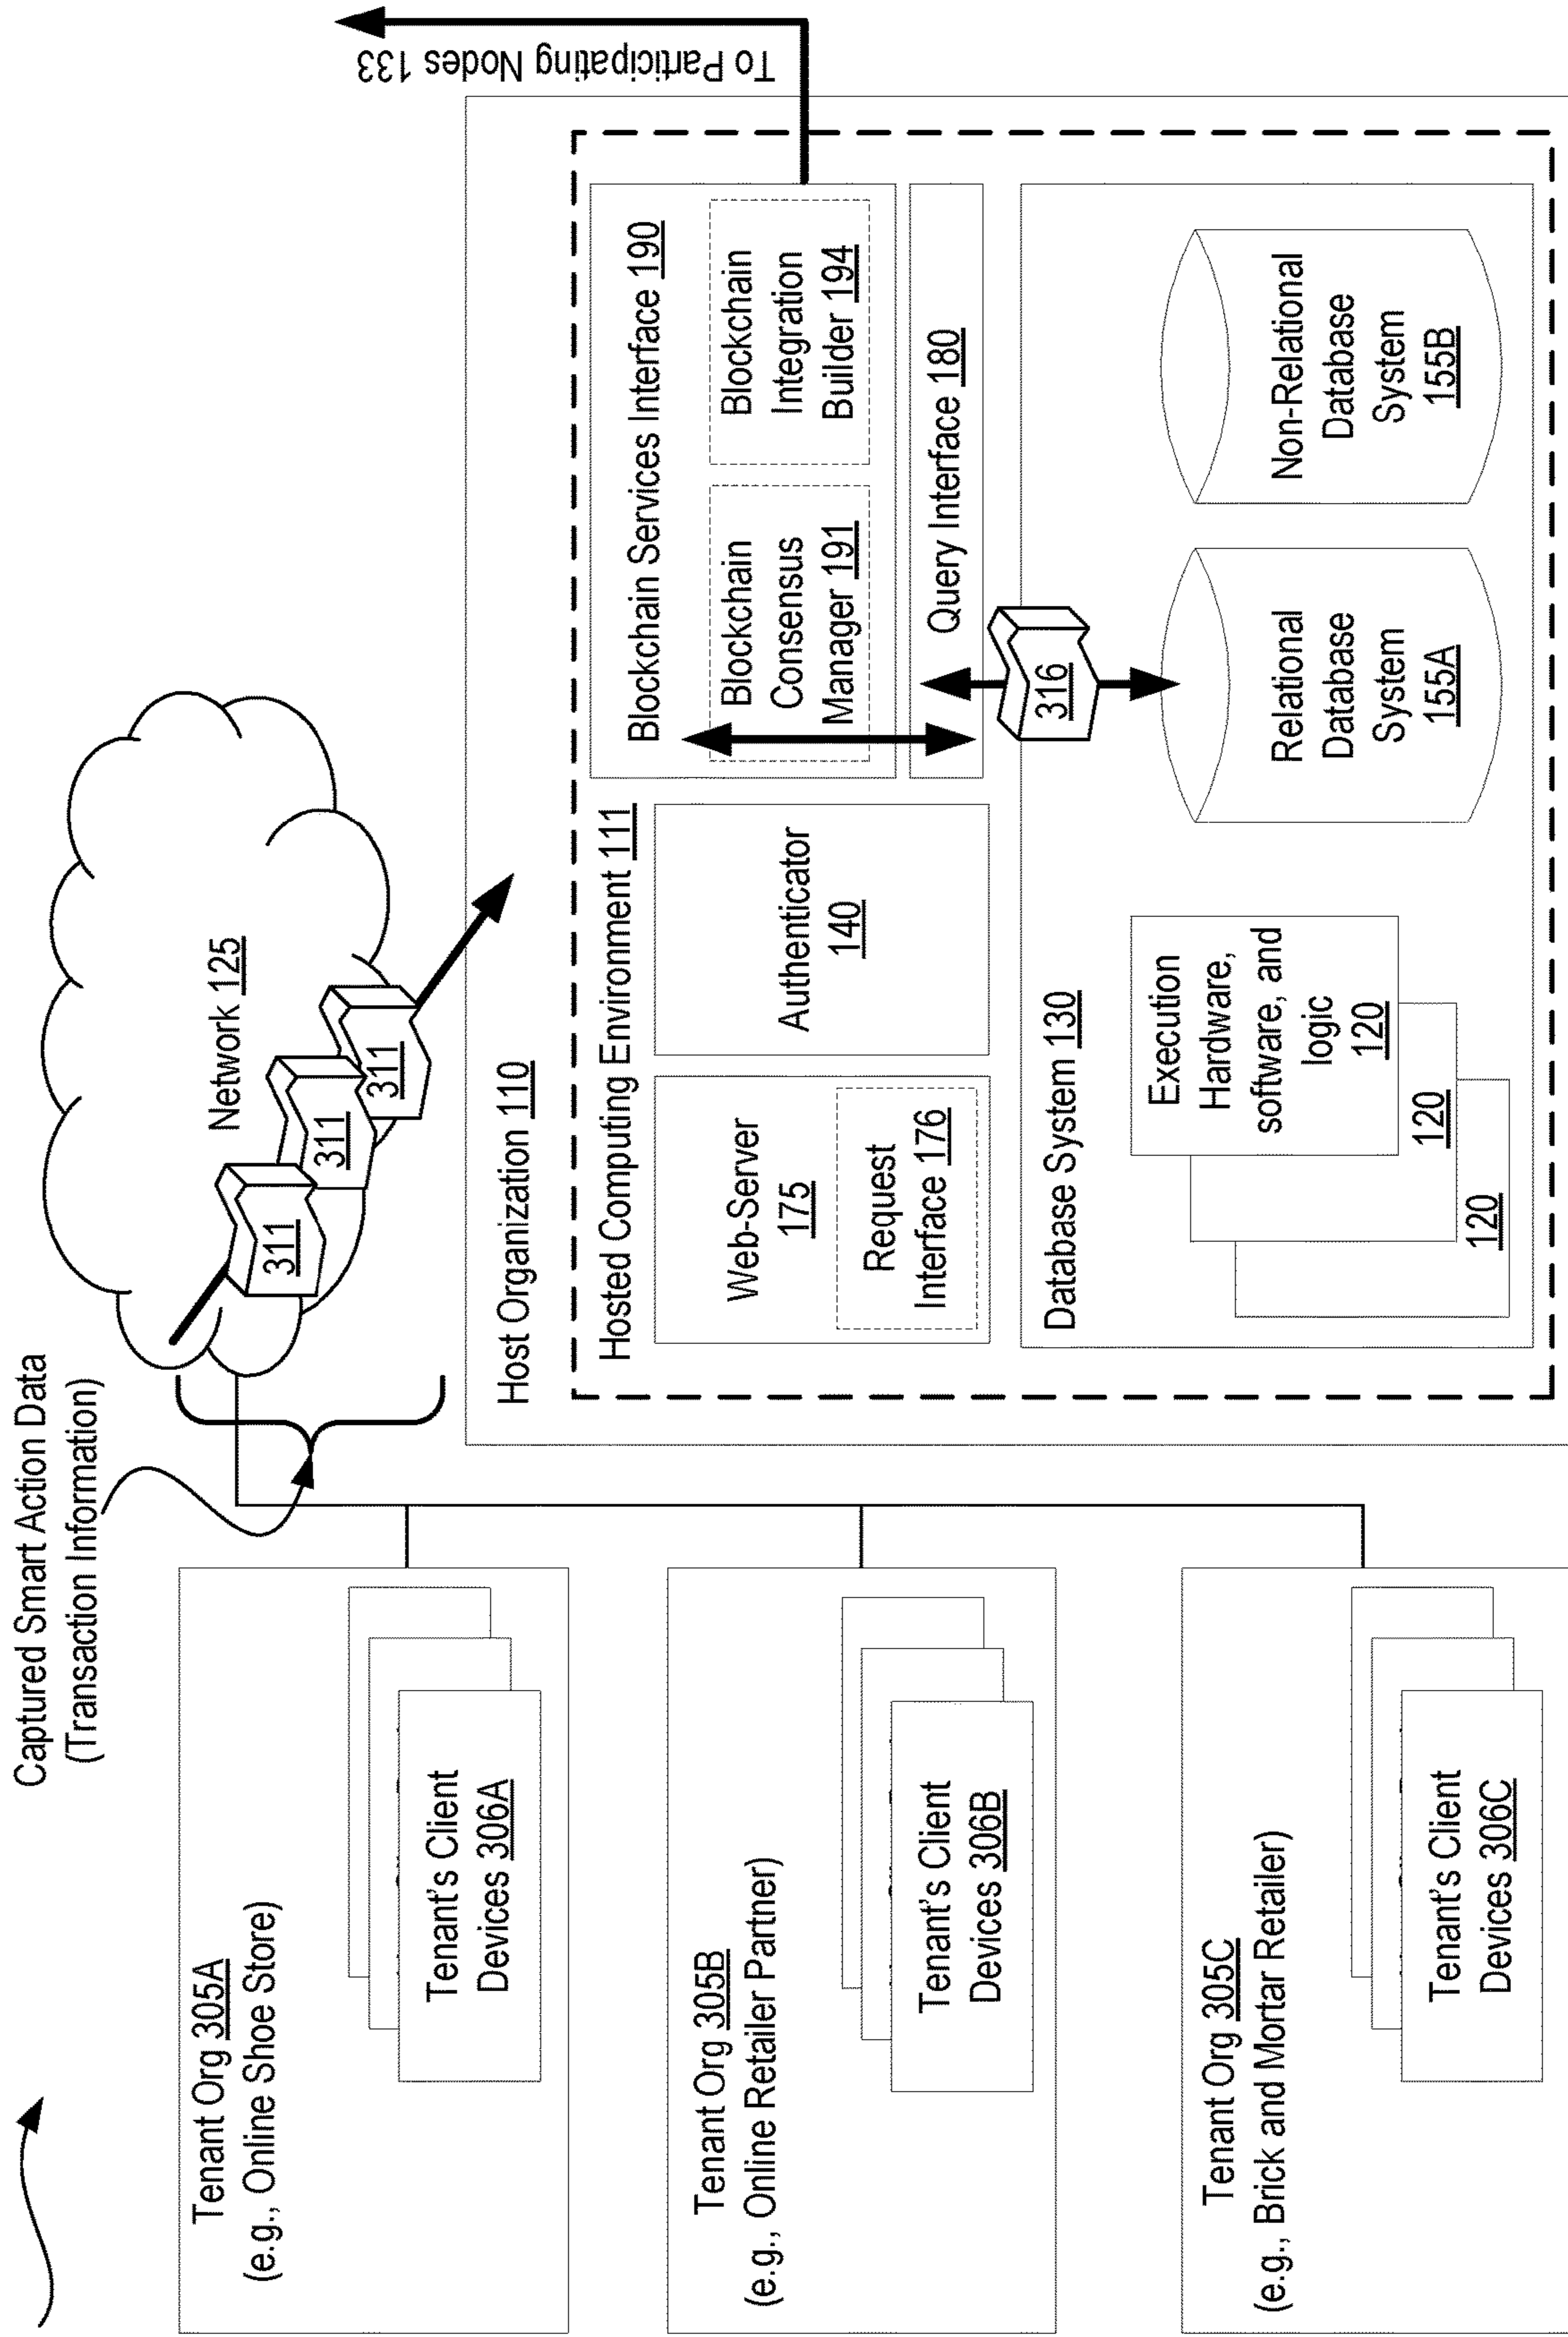 Captured Smart Action Data
(Transaction Information)
Tenant Org 305A
(e.g., Online Shoe Store)
Tenant's Client
Devices 306A
Tenant Org 305B
(e.g., Online Retailer Partner)
Tenant's Client
Devices 306B
Tenant Org 305C
(e.g., Brick and Mortar Retailer)
Tenant's Client
Devices 306C
Network 125
311
311
311
To Participating Nodes 133
Host Organization 110
Hosted Computing Environment 111
Web-Server
175
Request
Interface 176
Authenticator
140
Blockchain Services Interface 190
Blockchain
Consensus
Manager 191
Blockchain
Integration
Builder 194
Query Interface 180
316
Database System 130
Execution
Hardware,
software, and
logic
120
120
120
Relational
Database
System
155A
Non-Relational
Database
System
155B